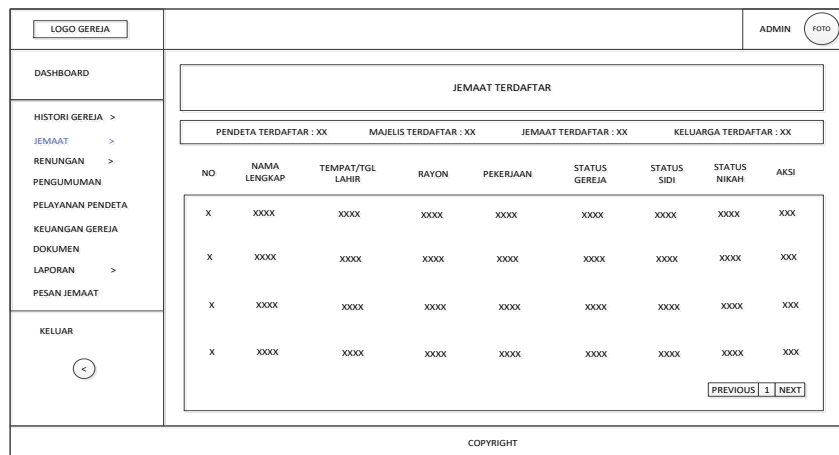 LOGO GEREJA
ADMIN
FOTO
DASHBOARD
HISTORI GEREJA >
JEMAAT >
RENUNGAN >
PENGUMUMAN
PELAYANAN PENDETA
KEUANGAN GEREJA
DOKUMEN
LAPORAN >
PESAN JEMAAT
KELUAR
<
JEMAAT TERDAFTAR
PENDETA TERDAFTAR : XX MAJELIS TERDAFTAR : XX JEMAAT TERDAFTAR : XX KELUARGA TERDAFTAR : XX
NO NAMA LENGKAP TEMPAT/TGL LAHIR RAYON PEKERJAAN STATUS GEREJA STATUS SIDI STATUS NIKAH AKSI
X XXXX XXXX XXXX XXXX XXXX XXXX XXXX XXX
X XXXX XXXX XXXX XXXX XXXX XXXX XXXX XXX
X XXXX XXXX XXXX XXXX XXXX XXXX XXXX XXX
X XXXX XXXX XXXX XXXX XXXX XXXX XXXX XXX
PREVIOUS 1 NEXT
COPYRIGHT